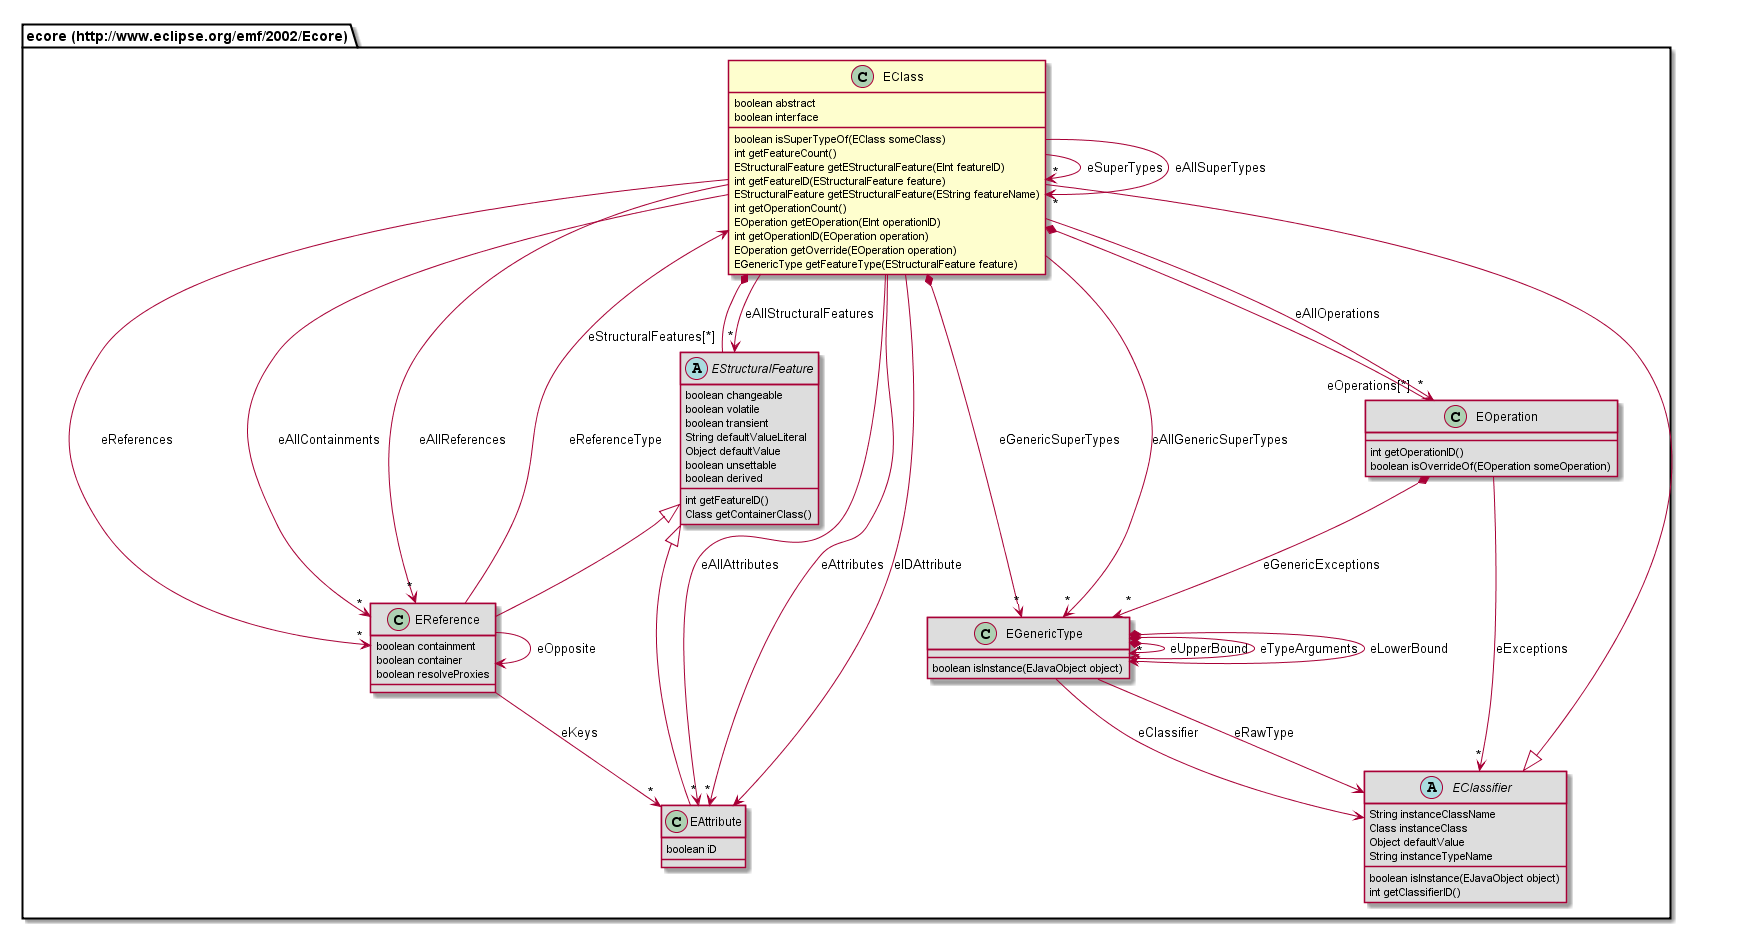 ecore (http://www.eclipse.org/emf/2002/Ecore)
C EClass
boolean abstract
boolean interface
boolean isSuperTypeOf(EClass someClass)
int getFeatureCount()
EStructuralFeature getEStructuralFeature(EInt featureID)
int getFeatureID(EStructuralFeature feature)
EStructuralFeature getEStructuralFeature(EString featureName)
int getOperationCount()
EOperation getEOperation(EInt operationID)
int getOperationID(EOperation operation)
EOperation getOverride(EOperation operation)
EGenericType getFeatureType(EStructuralFeature feature)
* eSuperTypes
eAllSuperTypes
*
eAllStructuralFeatures
eAllOperations
eStructuralFeatures[*]
*
A EStructuralFeature
boolean changeable
boolean volatile
boolean transient
String defaultValueLiteral
Object defaultValue
boolean unsettable
boolean derived
int getFeatureID()
Class getContainerClass()
eOperations[*]
*
C EOperation
int getOperationID()
boolean isOverrideOf(EOperation someOperation)
eReferences
eAllContainments
eAllReferences
eReferenceType
eGenericSuperTypes
eAllGenericSuperTypes
eAllAttributes
eAttributes
eIDAttribute
eGenericExceptions
*
*
*
*
*
*
C EReference
boolean containment
boolean container
boolean resolveProxies
eOpposite
C EGenericType
boolean isInstance(EJavaObject object)
*
eUpperBound
eTypeArguments
eLowerBound
eExceptions
eKeys
eClassifier
eRawType
*
*
*
*
C EAttribute
boolean iD
A EClassifier
String instanceClassName
Class instanceClass
Object defaultValue
String instanceTypeName
boolean isInstance(EJavaObject object)
int getClassifierID()